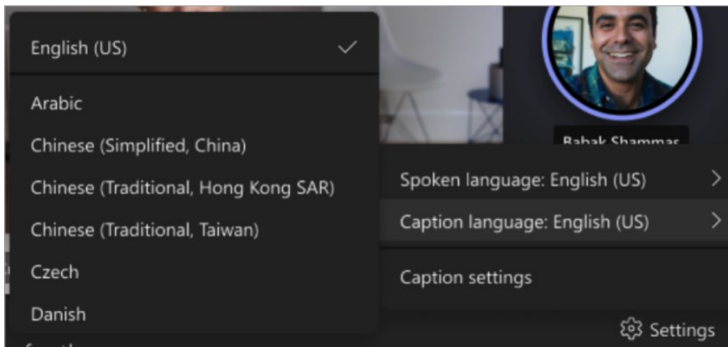 English (US)
Arabic
Chinese (Simplified, China)
Chinese (Traditional, Hong Kong SAR)
Chinese (Traditional, Taiwan)
Czech
Danish
Babak Shammas
Spoken language: English (US)
Caption language: English (US)
Caption settings
Settings